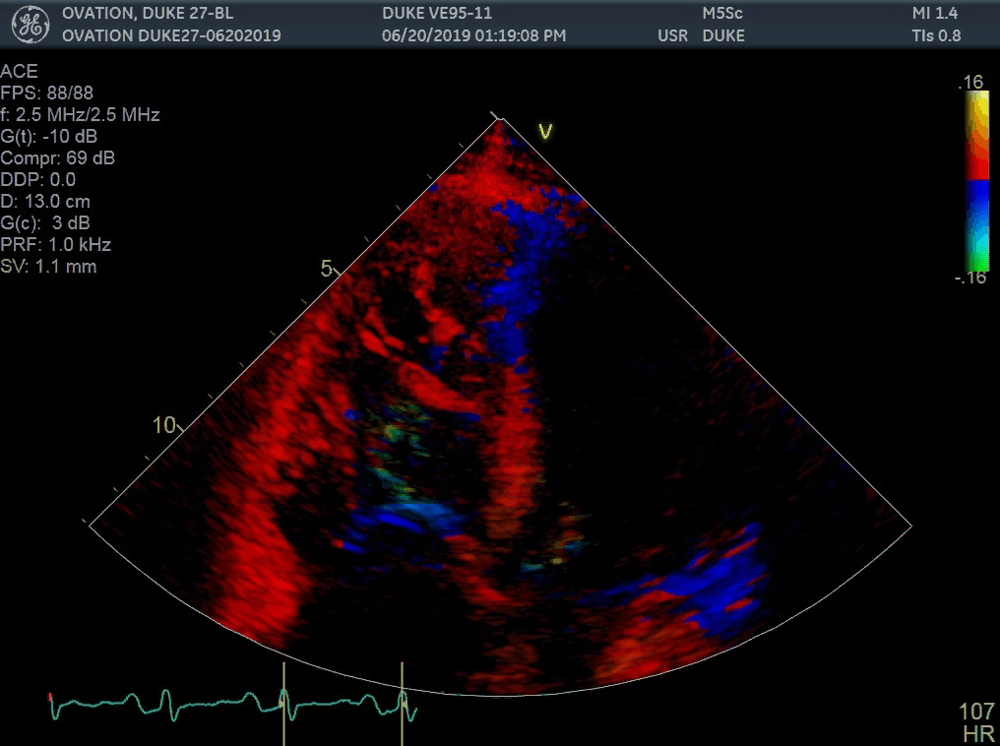 OVATION, DUKE 27-BL DUKE VE95-11 M5Sc MI 1.4
OVATION DUKE27-06202019 06/20/2019 01:19:08 PM USR DUKE TIs 0.8
ACE
FPS: 88/88
f: 2.5 MHz/2.5 MHz
G(t): -10 dB
Compr: 69 dB
DDP: 0.0
D: 13.0 cm
G(c): 3 dB
PRF: 1.0 kHz
SV: 1.1 mm
.16
V
5
-.16
10
107
HR